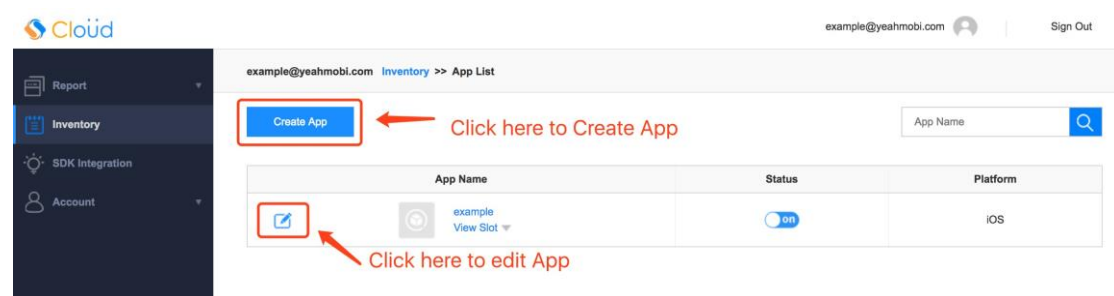 Cloüd
example@yeahmobi.com
Sign Out
Report
Inventory
SDK Integration
Account
example@yeahmobi.com Inventory >> App List
Create App
Click here to Create App
App Name
App Name Status Platform
example
View Slot
on
iOS
Click here to edit App